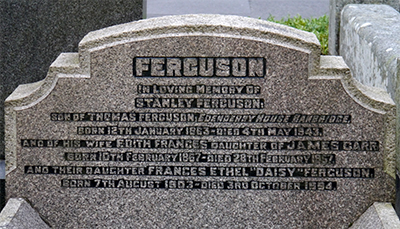 FERGUSON
IN LOVING MEMORY OF
STANLEY FERGUSON:
SON OF THOMAS FERGUSON, EDENDERRY HOUSE BANBRIDGE.
BORN 12TH JANUARY 1863-DIED 4TH MAY 1943.
AND OF HIS WIFE EDITH FRANCES DAUGHTER OF JAMES CARR
BORN 10TH FEBRUARY 1867-DIED 28TH FEBRUARY
AND THEIR DAUGHTER FRANCES ETHEL "DAISY" FERGUSON.
BORN 7TH AUGUST 1903-DIED 3RD OCTOBER 1984.